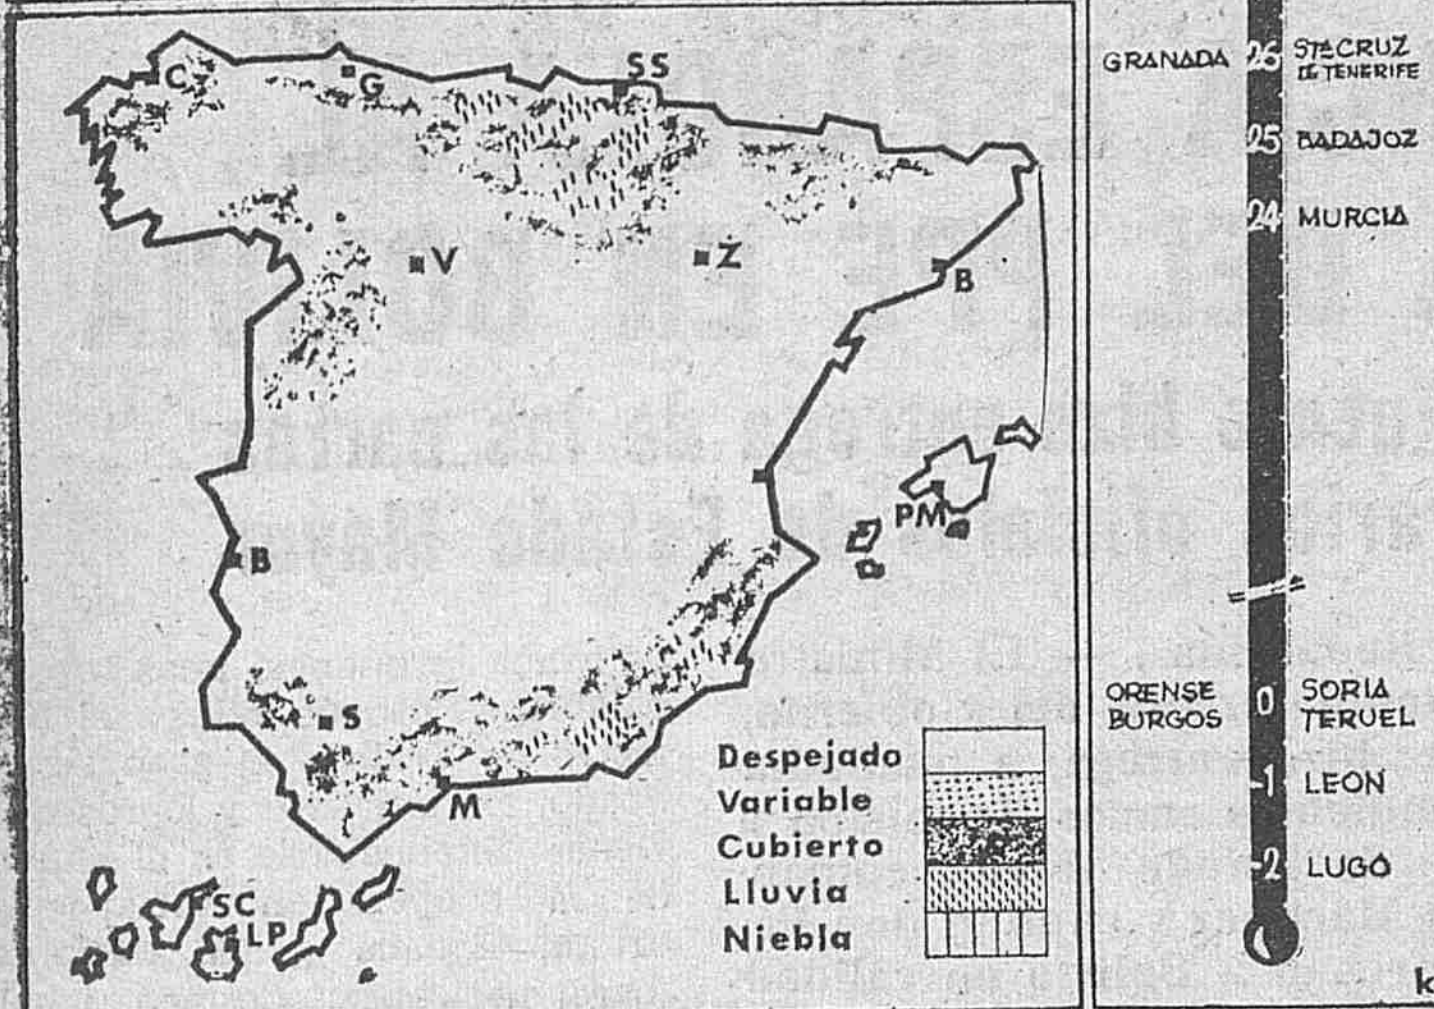 C
G
SS
V
Z
B
PM
B
S
M
SC
LP
Despejado
Variable
Cubierto
Lluvia
Niebla
GRANADA 26 STA CRUZ
DE TENERIFE
25 BADAJOZ
24 MURCIA
ORENSE 0 SORIA
BURGOS TERUEL
-1 LEON
-2 LUGO
k